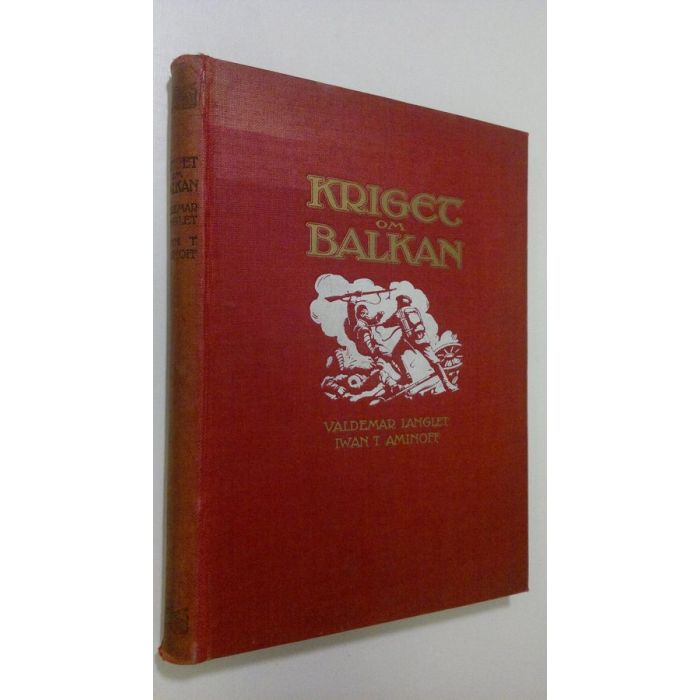 KRIGET
OM
BALKAN
VALDEMAR LANGLET
IWAN T. AMINOFF